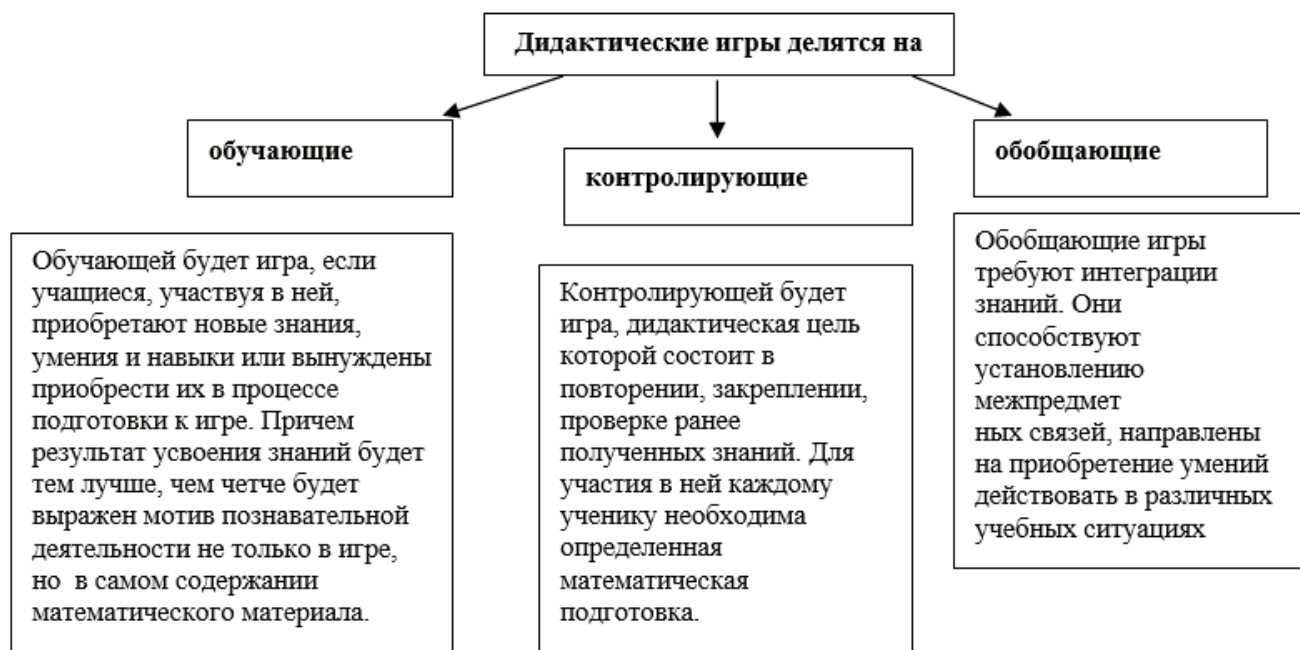 Дидактические игры делятся на
обучающие
контролирующие
обобщающие
Обучающей будет игра, если
учащиеся, участвуя в ней,
приобретают новые знания,
умения и навыки или вынуждены
приобрести их в процессе
подготовки к игре. Причем
результат усвоения знаний будет
тем лучше, чем четче будет
выражен мотив познавательной
деятельности не только в игре,
но  в самом содержании
математического материала.
Контролирующей будет
игра, дидактическая цель
которой состоит в
повторении, закреплении,
проверке ранее
полученных знаний. Для
участия в ней каждому
ученику необходима
определенная
математическая
подготовка.
Обобщающие игры
требуют интеграции
знаний. Они
способствуют
установлению
межпредмет
ных связей, направлены
на приобретение умений
действовать в различных
учебных ситуациях